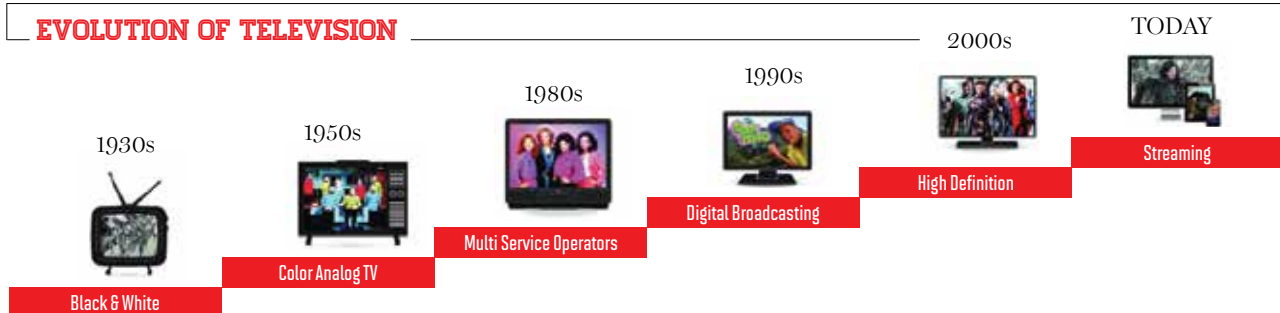 EVOLUTION OF TELEVISION
1930s
Black & White
1950s
Color Analog TV
1980s
Multi Service Operators
1990s
Digital Broadcasting
2000s
High Definition
TODAY
Streaming